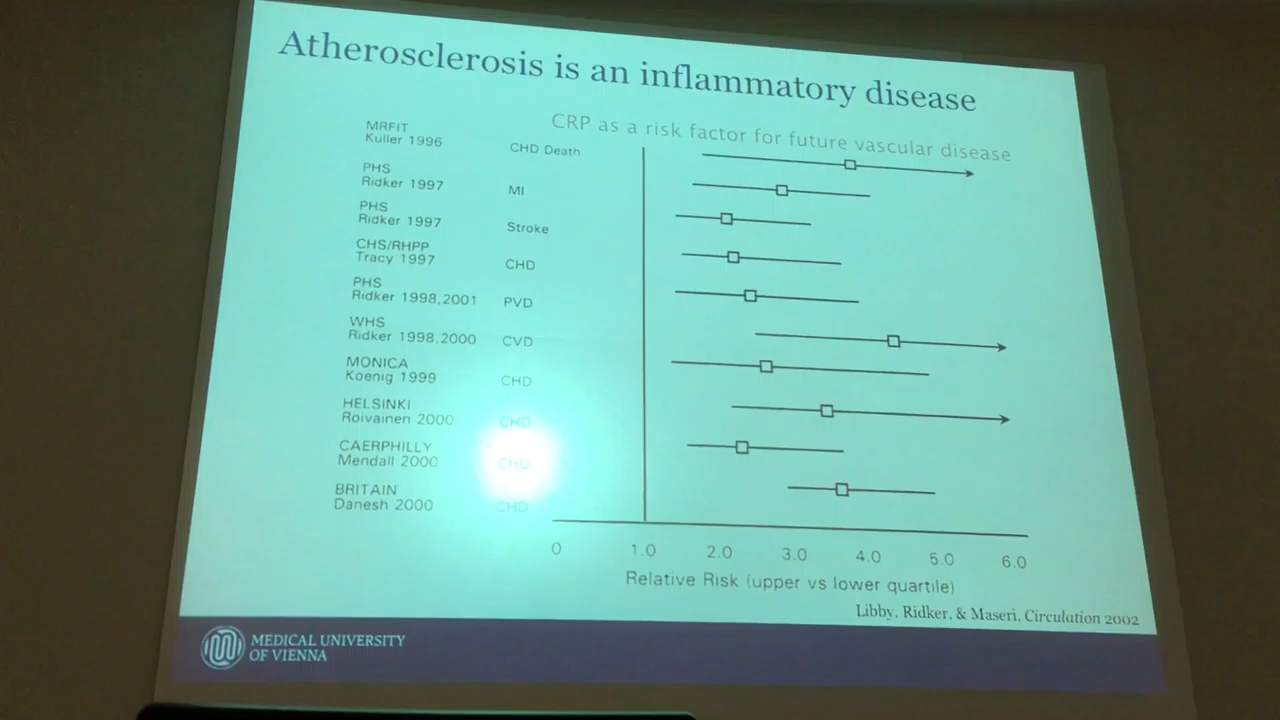 Atherosclerosis is an inflammatory disease
CRP as a risk factor for future vascular disease
MRFIT
Kuller 1996 CHD Death
PHS
Ridker 1997 MI
PHS
Ridker 1997 Stroke
CHS/RHPP
Tracy 1997 CHD
PHS
Ridker 1998,2001 PVD
WHS
Ridker 1998,2000 CVD
MONICA
Koenig 1999 CHD
HELSINKI
Roivainen 2000 CHD
CAERPHILLY
Mendall 2000 CHD
BRITAIN
Danesh 2000 CHD
0 1.0 2.0 3.0 4.0 5.0 6.0
Relative Risk (upper vs lower quartile)
Libby, Ridker, & Maseri, Circulation 2002
MEDICAL UNIVERSITY
OF VIENNA